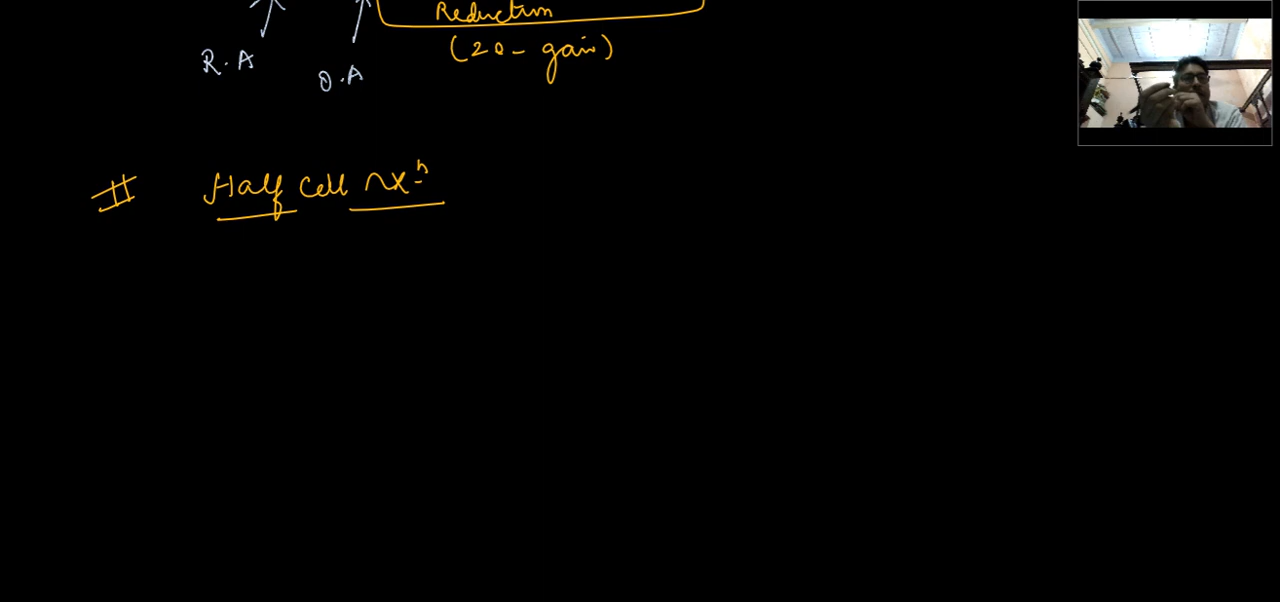 Reduction
(2e- gain)
R.A
O.A
# Half Cell rxn